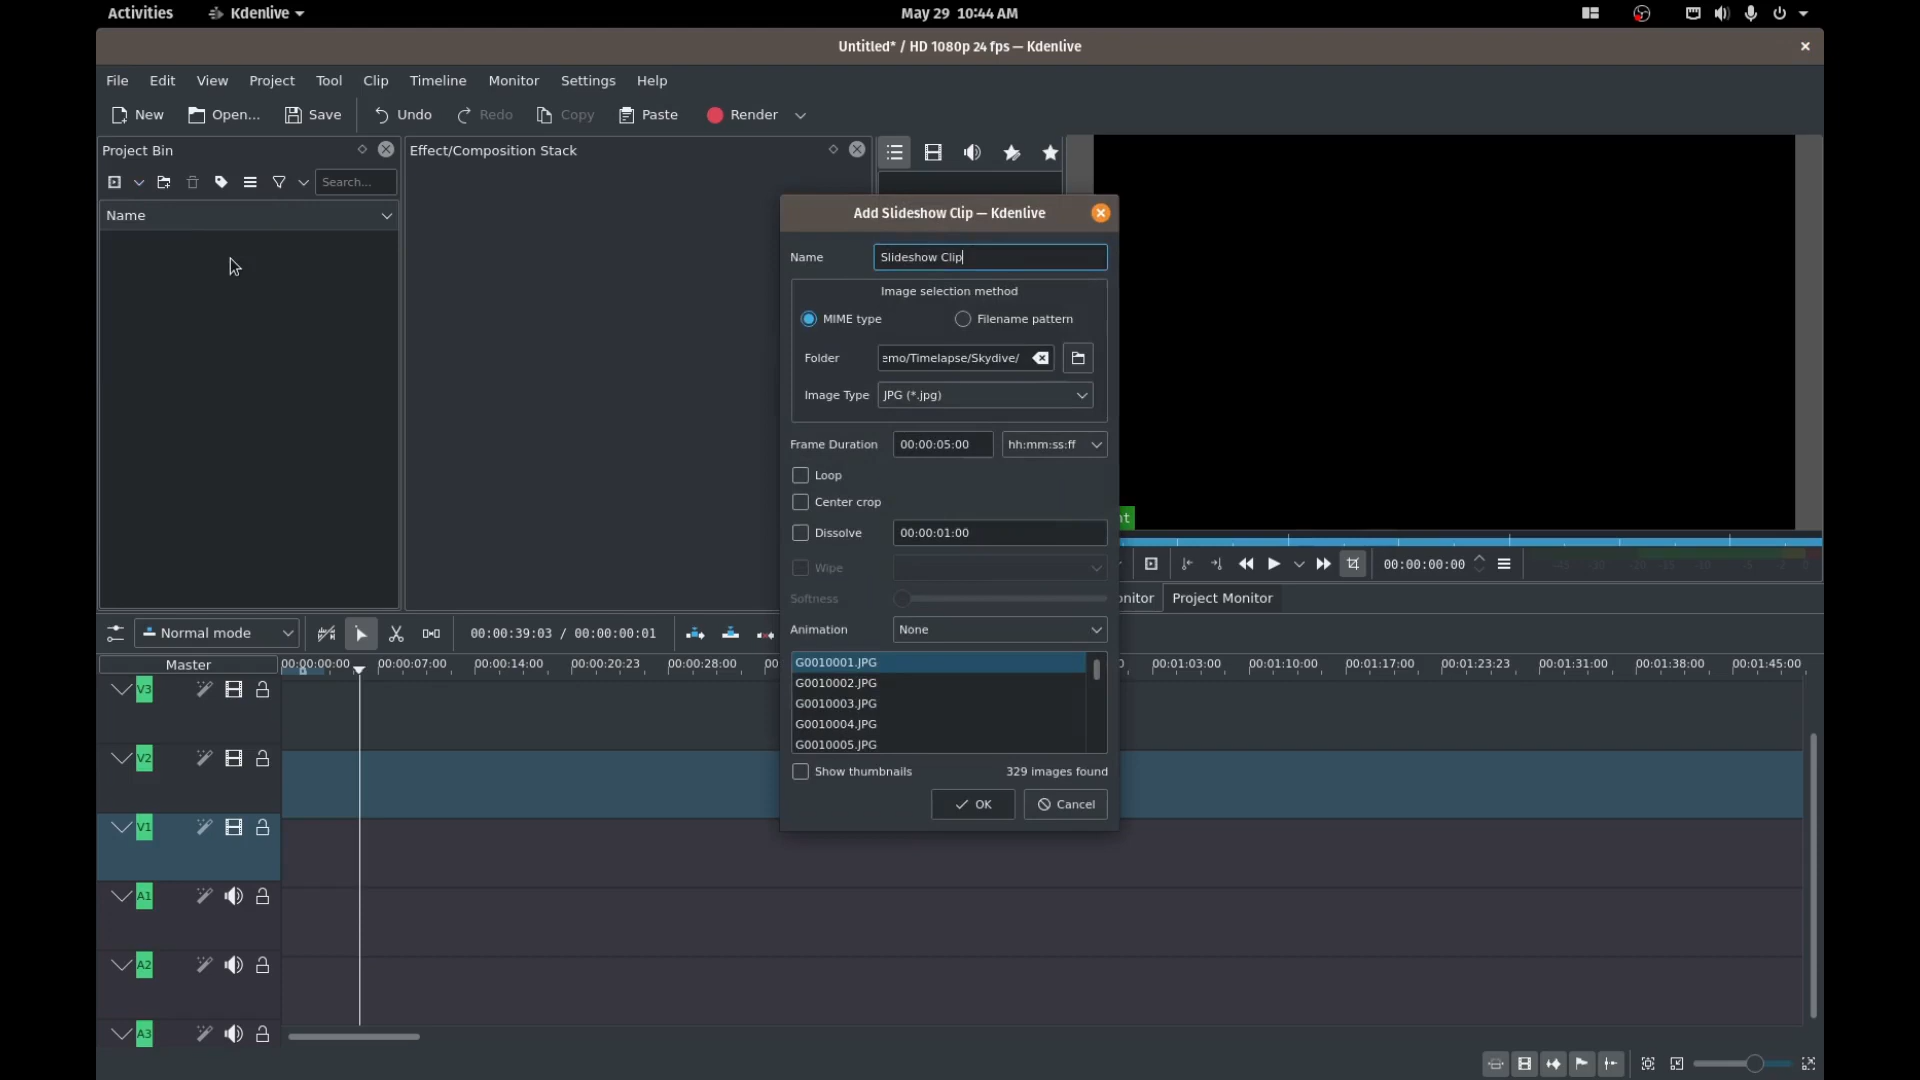 Activities Kdenlive May 29 10:44 AM
Untitled* / HD 1080p 24 fps — Kdenlive
File Edit View Project Tool Clip Timeline Monitor Settings Help
New Open... Save Undo Redo Copy Paste Render
Project Bin
Effect/Composition Stack
Search...
Name
Add Slideshow Clip — Kdenlive
Name Slideshow Clip
Image selection method
MIME type Filename pattern
Folder emo/Timelapse/Skydive/
Image Type JPG (*.jpg)
Frame Duration 00:00:05:00 hh:mm:ss:ff
Loop
Center crop
Dissolve 00:00:01:00
Wipe
Softness
Animation None
G0010001.JPG
G0010002.JPG
G0010003.JPG
G0010004.JPG
G0010005.JPG
Show thumbnails 329 images found
OK Cancel
nt
00:00:00:00
onitor Project Monitor
Normal mode 00:00:39:03 / 00:00:00:01
Master 00:00:00:00 00:00:07:00 00:00:14:00 00:00:20:23 00:00:28:00 00:01:03:00 00:01:10:00 00:01:17:00 00:01:23:23 00:01:31:00 00:01:38:00 00:01:45:00
V3
V2
V1
A1
A2
A3